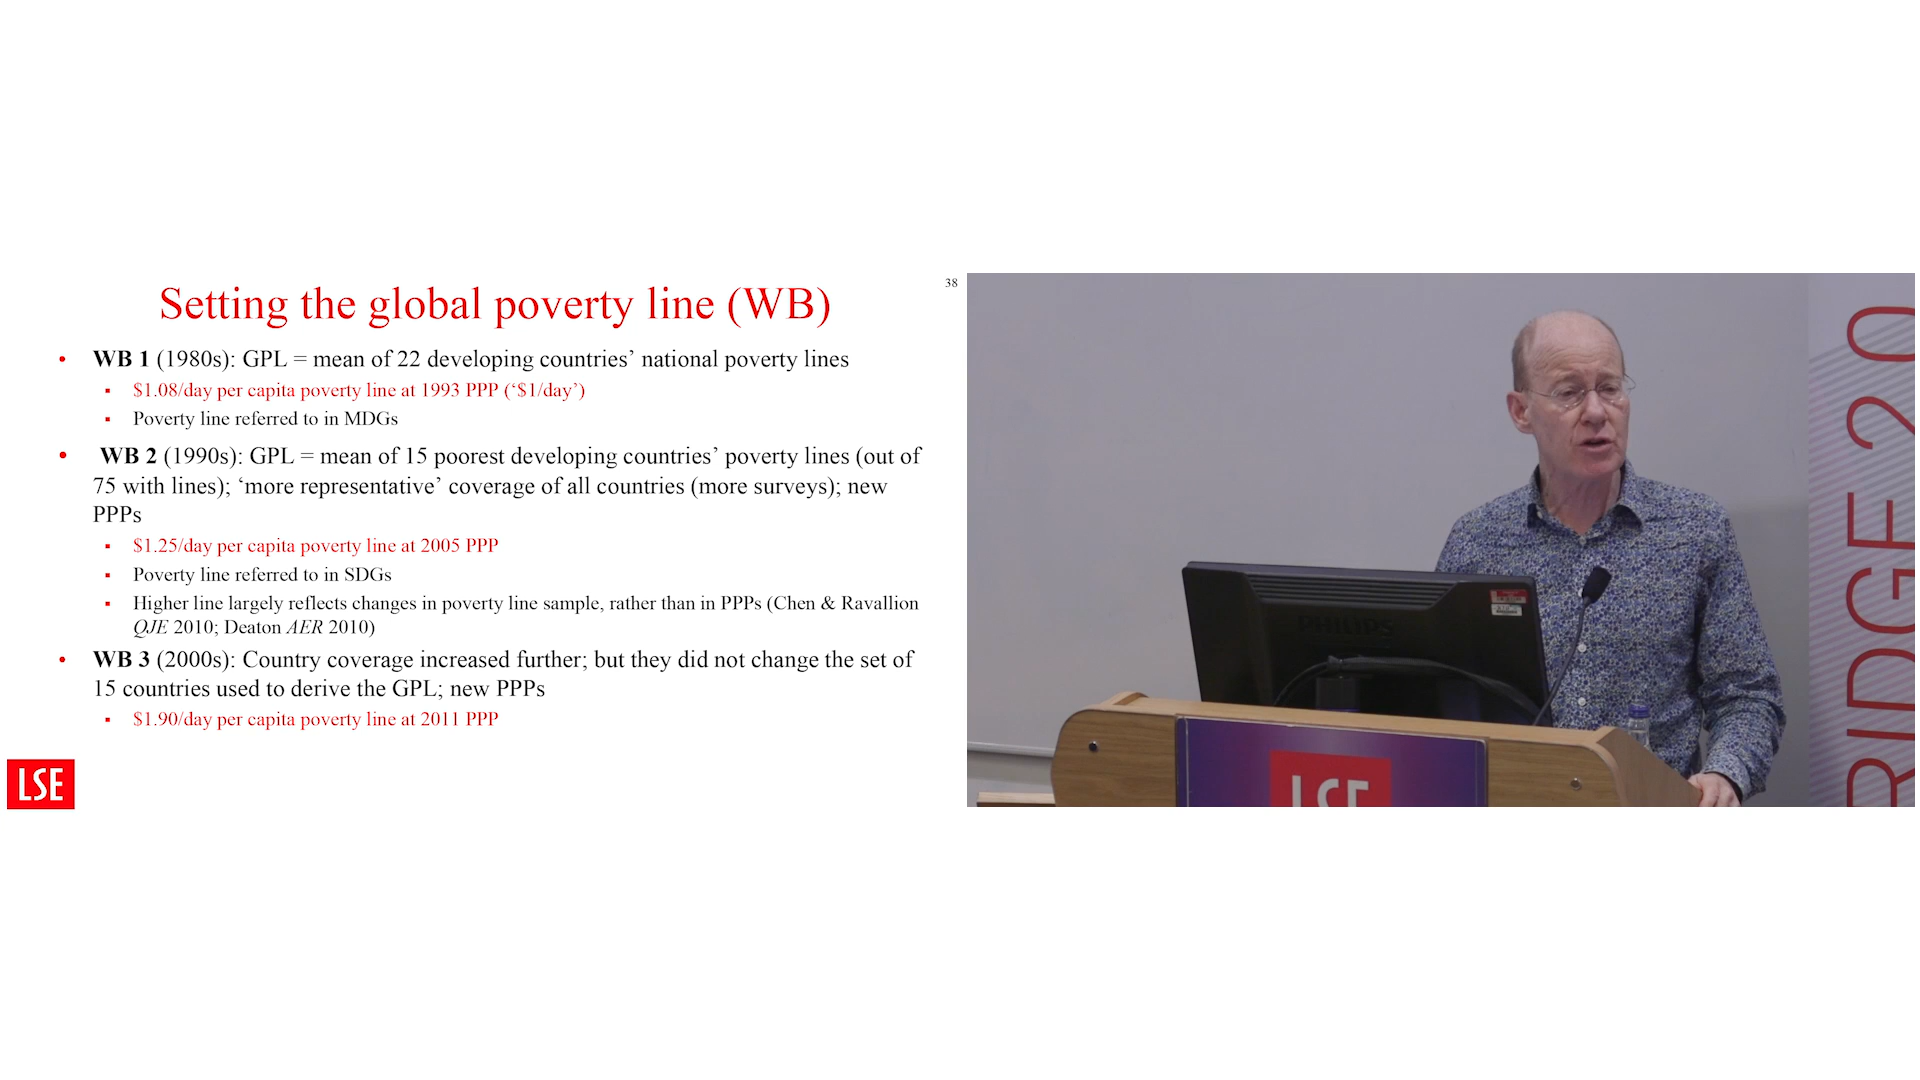 38
Setting the global poverty line (WB)
• WB 1 (1980s): GPL = mean of 22 developing countries’ national poverty lines
▪ $1.08/day per capita poverty line at 1993 PPP (‘$1/day’)
▪ Poverty line referred to in MDGs
• WB 2 (1990s): GPL = mean of 15 poorest developing countries’ poverty lines (out of
75 with lines); ‘more representative’ coverage of all countries (more surveys); new
PPPs
▪ $1.25/day per capita poverty line at 2005 PPP
▪ Poverty line referred to in SDGs
▪ Higher line largely reflects changes in poverty line sample, rather than in PPPs (Chen & Ravallion
QJE 2010; Deaton AER 2010)
• WB 3 (2000s): Country coverage increased further; but they did not change the set of
15 countries used to derive the GPL; new PPPs
▪ $1.90/day per capita poverty line at 2011 PPP
LSE
PHILIPS
LSE
RIDGE 2.0